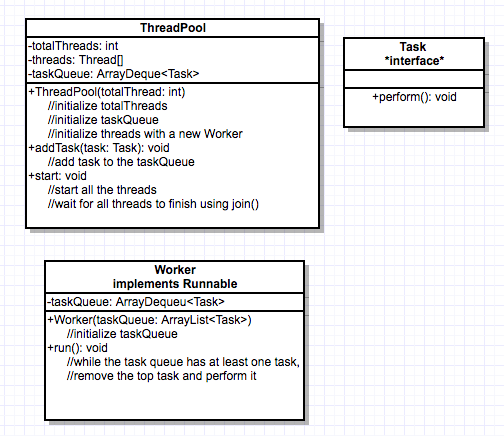 ThreadPool
-totalThreads: int
-threads: Thread[]
-taskQueue: ArrayDeque<Task>
+ThreadPool(totalThread: int)
//initialize totalThreads
//initialize taskQueue
//initialize threads with a new Worker
+addTask(task: Task): void
//add task to the taskQueue
+start: void
//start all the threads
//wait for all threads to finish using join()
Task
*interface*
+perform(): void
Worker
implements Runnable
-taskQueue: ArrayDequeu<Task>
+Worker(taskQueue: ArrayList<Task>)
//initialize taskQueue
+run(): void
//while the task queue has at least one task,
//remove the top task and perform it